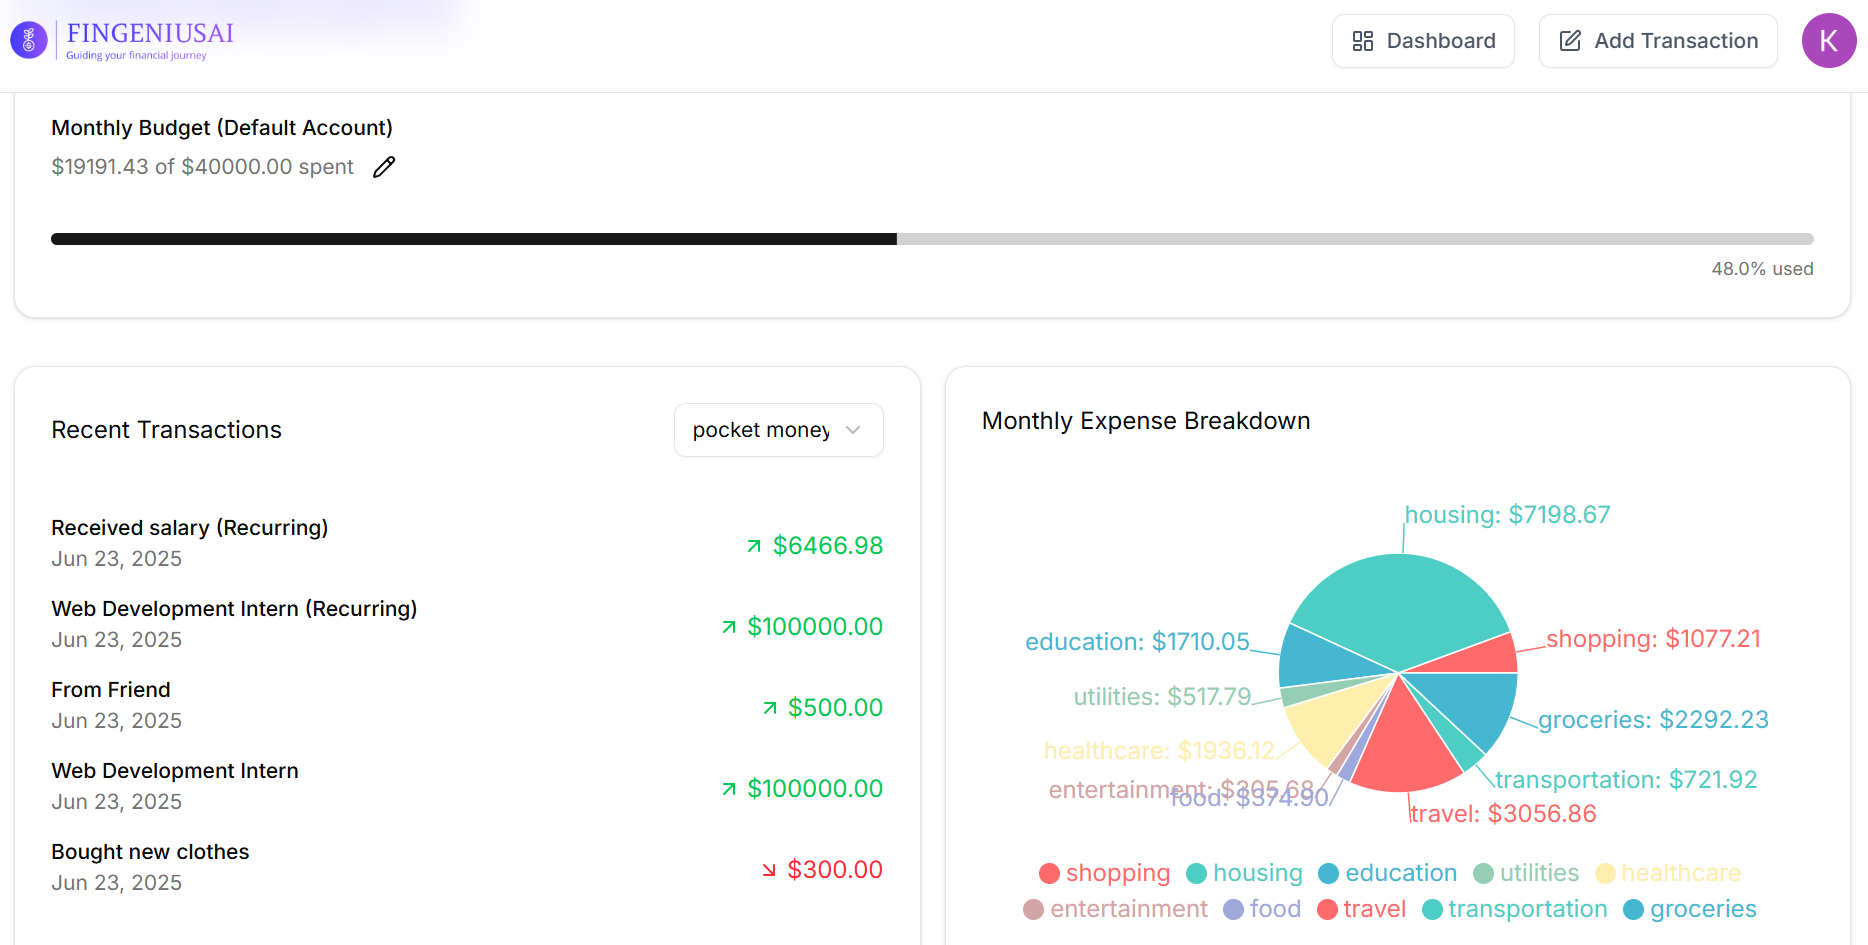 FINGENIUSAI
Guiding your financial journey
Dashboard
Add Transaction
K
Monthly Budget (Default Account)
$19191.43 of $40000.00 spent
48.0% used
Recent Transactions
pocket money
Received salary (Recurring)
Jun 23, 2025
$6466.98
Web Development Intern (Recurring)
Jun 23, 2025
$100000.00
From Friend
Jun 23, 2025
$500.00
Web Development Intern
Jun 23, 2025
$100000.00
Bought new clothes
Jun 23, 2025
$300.00
Monthly Expense Breakdown
housing: $7198.67
shopping: $1077.21
education: $1710.05
utilities: $517.79
groceries: $2292.23
healthcare: $1936.12
transportation: $721.92
entertainment: $305.68
food: $374.90
travel: $3056.86
shopping housing education utilities healthcare
entertainment food travel transportation groceries